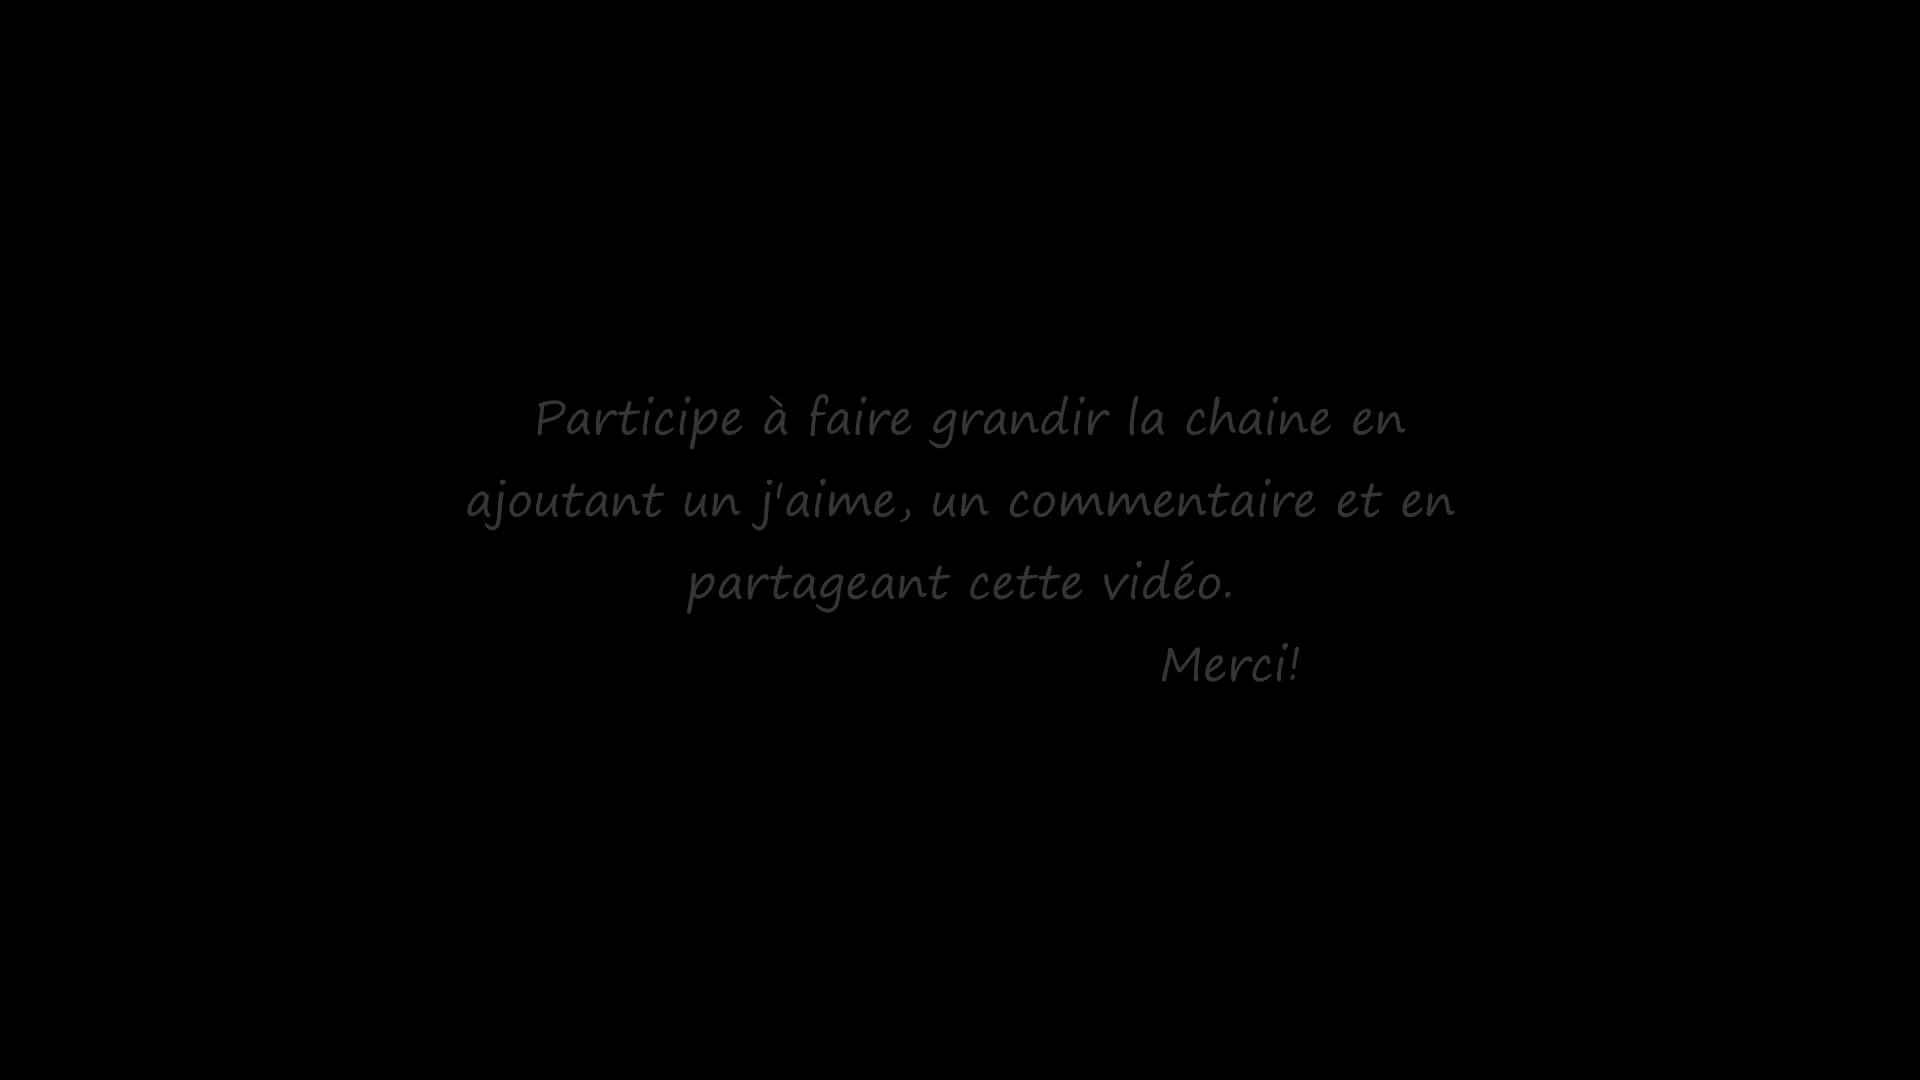 Participe à faire grandir la chaine en
ajoutant un j'aime, un commentaire et en
partageant cette vidéo.
Merci!